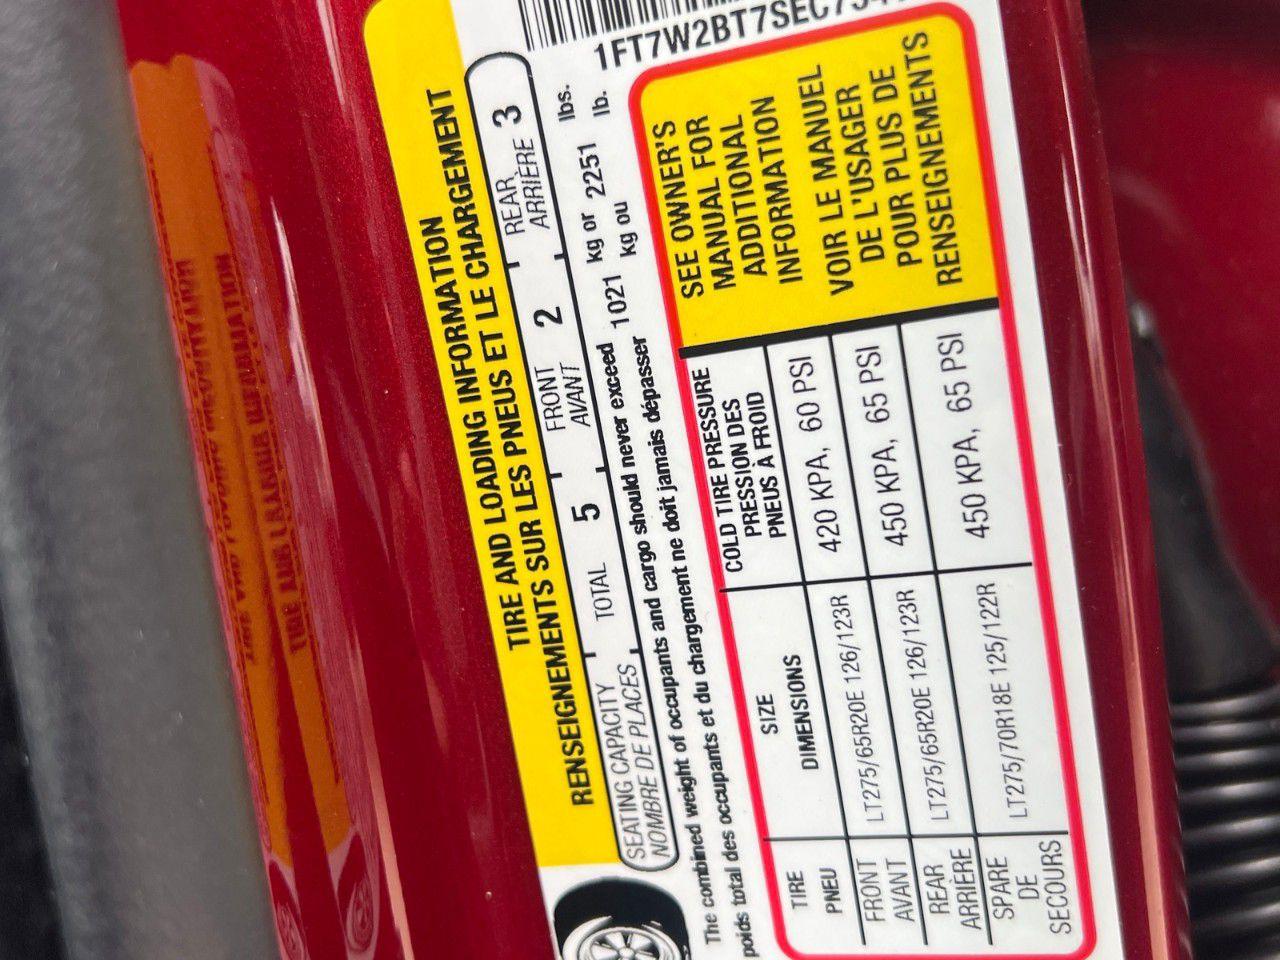 1FT7W2BT7SEC
TIRE AND LOADING INFORMATION
RENSEIGNEMENTS SUR LES PNEUS ET LE CHARGEMENT
SEATING CAPACITY TOTAL 5 FRONT 2 REAR 3
NOMBRE DE PLACES AVANT ARRIÈRE
The combined weight of occupants and cargo should never exceed 1021 kg or 2251 lbs.
poids total des occupants et du chargement ne doit jamais dépasser kg ou lb.
TIRE SIZE COLD TIRE PRESSURE
PNEU DIMENSIONS PRESSION DES
PNEUS À FROID
FRONT LT275/65R20E 126/123R 420 KPA, 60 PSI
AVANT
REAR LT275/65R20E 126/123R 450 KPA, 65 PSI
ARRIÈRE
SPARE LT275/70R18E 125/122R 450 KPA, 65 PSI
DE
SECOURS
SEE OWNER'S
MANUAL FOR
ADDITIONAL
INFORMATION
VOIR LE MANUEL
DE L'USAGER
POUR PLUS DE
RENSEIGNEMENTS